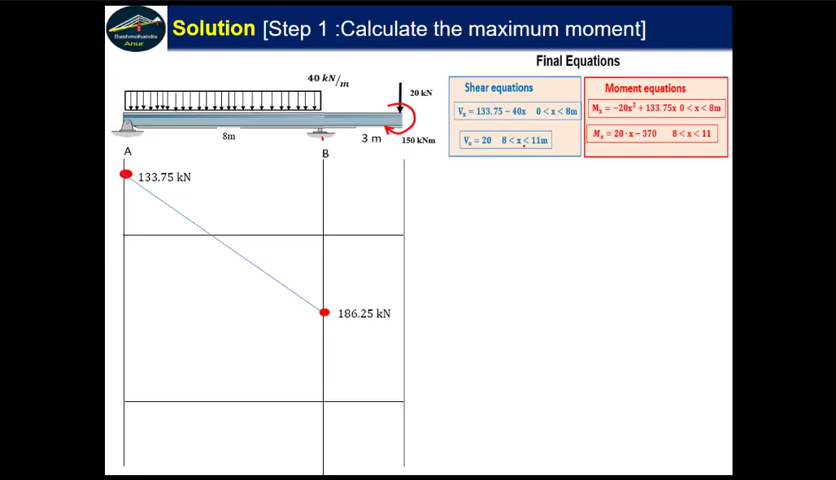 Bashmohandis
Anur
Solution [Step 1 :Calculate the maximum moment]
Final Equations
40 kN/m
20 kN
8m
3 m
150 kNm
A
B
Shear equations
Vₓ = 133.75 − 40x 0 < x < 8m
Vₓ = 20 8 < x < 11m
Moment equations
Mₓ = −20x² + 133.75x 0 < x < 8m
Mₓ = 20·x − 370 8 < x < 11
133.75 kN
186.25 kN